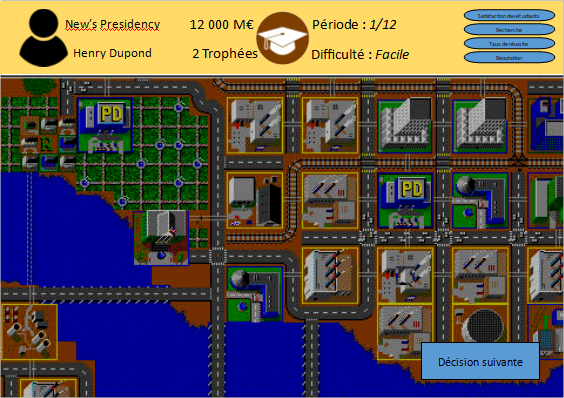 New's Presidency
12 000 M€
Période : 1/12
Henry Dupond
2 Trophées
Difficulté : Facile
Satisfaction des étudiants
Recherche
Taux de réussite
Réputation
PD
R
PD
Décision suivante